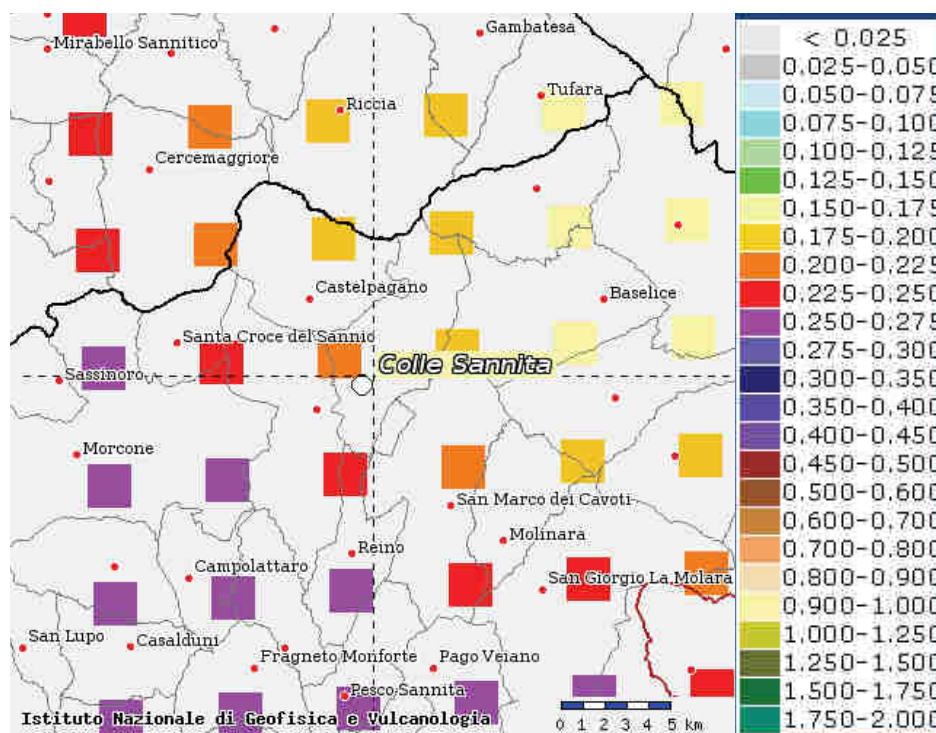 Gambatesa
Mirabello Sannitico
Tufara
Riccia
Cercemaggiore
Castelpagano
Baselice
Santa Croce del Sannio
Colle Sannita
Sassinoro
Morcone
San Marco dei Cavoti
Molinara
Reino
Campolattaro
San Giorgio La Molara
San Lupo
Casalduni
Fragneto Monforte
Pago Veiano
Pesco Sannita
Istituto Nazionale di Geofisica e Vulcanologia
0 1 2 3 4 5 km
< 0.025
0.025-0.050
0.050-0.075
0.075-0.100
0.100-0.125
0.125-0.150
0.150-0.175
0.175-0.200
0.200-0.225
0.225-0.250
0.250-0.275
0.275-0.300
0.300-0.350
0.350-0.400
0.400-0.450
0.450-0.500
0.500-0.600
0.600-0.700
0.700-0.800
0.800-0.900
0.900-1.000
1.000-1.250
1.250-1.500
1.500-1.750
1.750-2.000